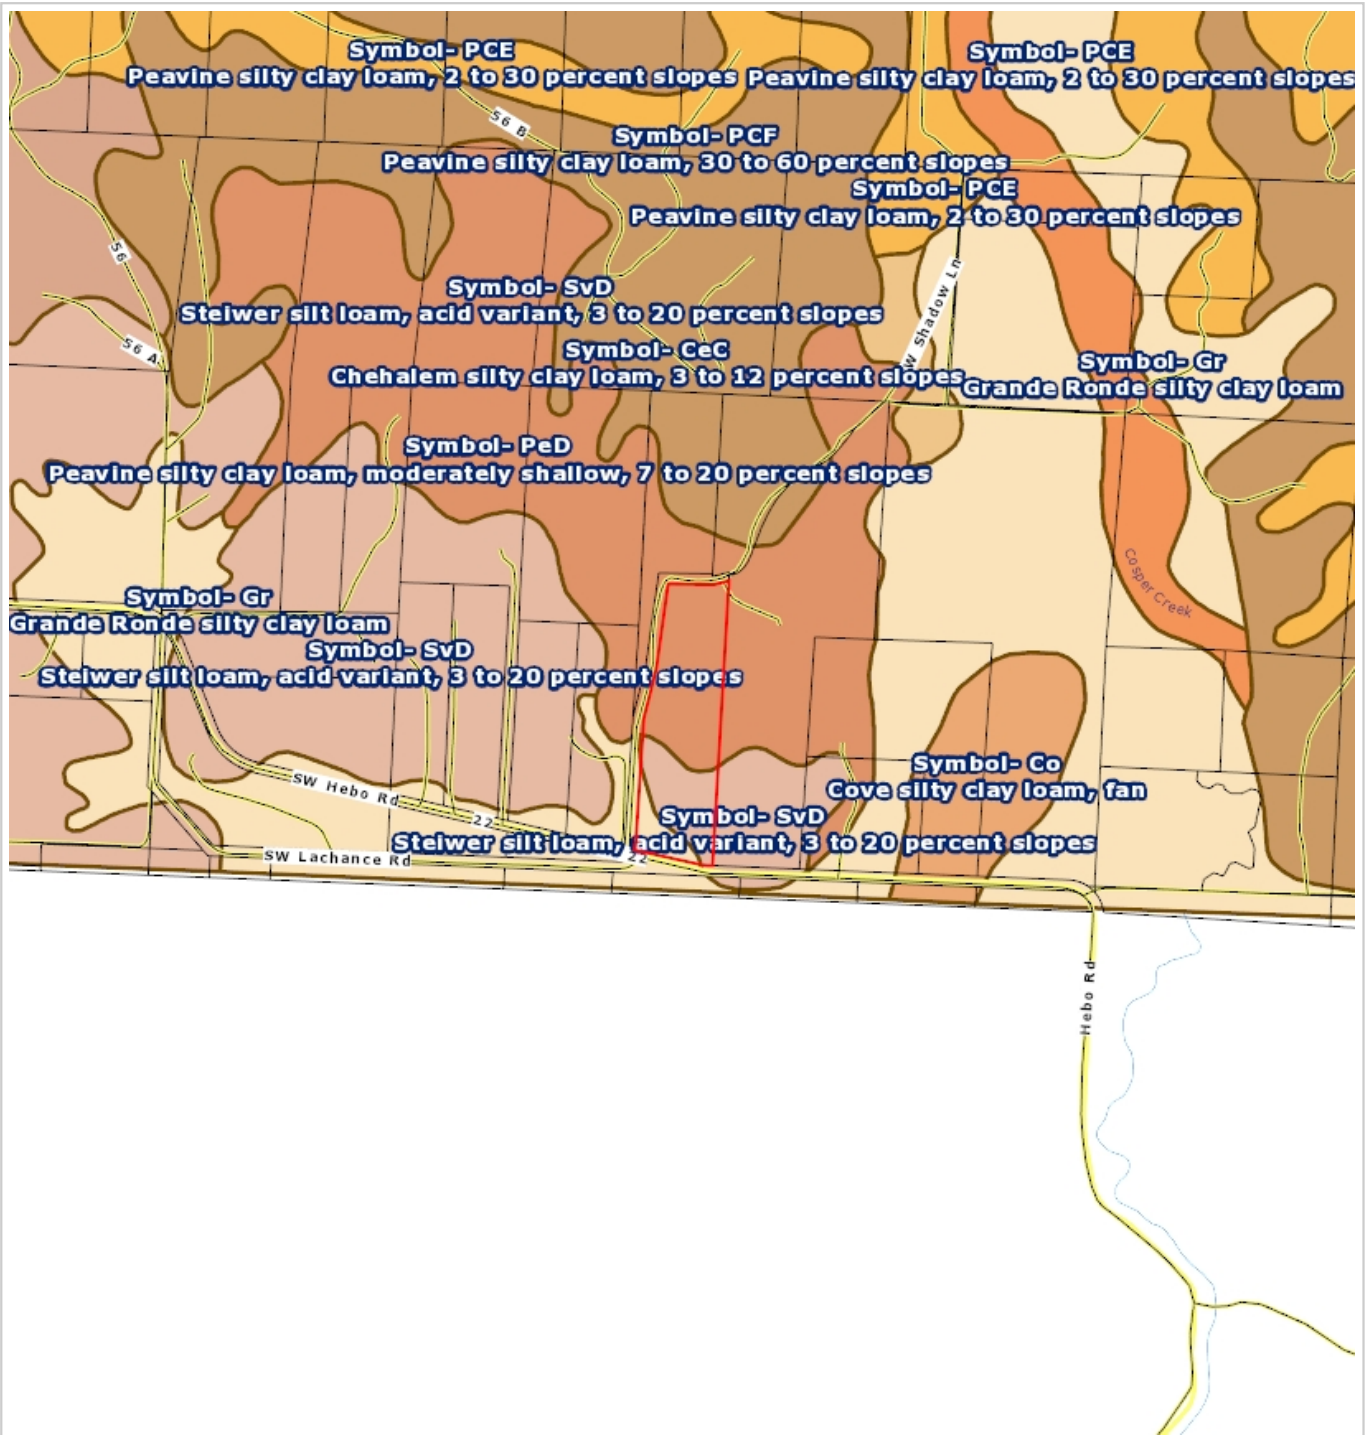 Symbol- PCE
Peavine silty clay loam, 2 to 30 percent slopes
Symbol- PCE
Peavine silty clay loam, 2 to 30 percent slopes
56 B
Symbol- PCF
Peavine silty clay loam, 30 to 60 percent slopes
Symbol- PCE
Peavine silty clay loam, 2 to 30 percent slopes
56
W Shadow Ln
Symbol- SvD
Steiwer silt loam, acid variant, 3 to 20 percent slopes
56 A
Symbol- CeC
Chehalem silty clay loam, 3 to 12 percent slopes
Symbol- Gr
Grande Ronde silty clay loam
Symbol- PeD
Peavine silty clay loam, moderately shallow, 7 to 20 percent slopes
Cosper Creek
Symbol- Gr
Grande Ronde silty clay loam
Symbol- SvD
Steiwer silt loam, acid variant, 3 to 20 percent slopes
Symbol- Co
Cove silty clay loam, fan
SW Hebo Rd
22
Symbol- SvD
Steiwer silt loam, acid variant, 3 to 20 percent slopes
SW Lachance Rd
22
Hebo Rd